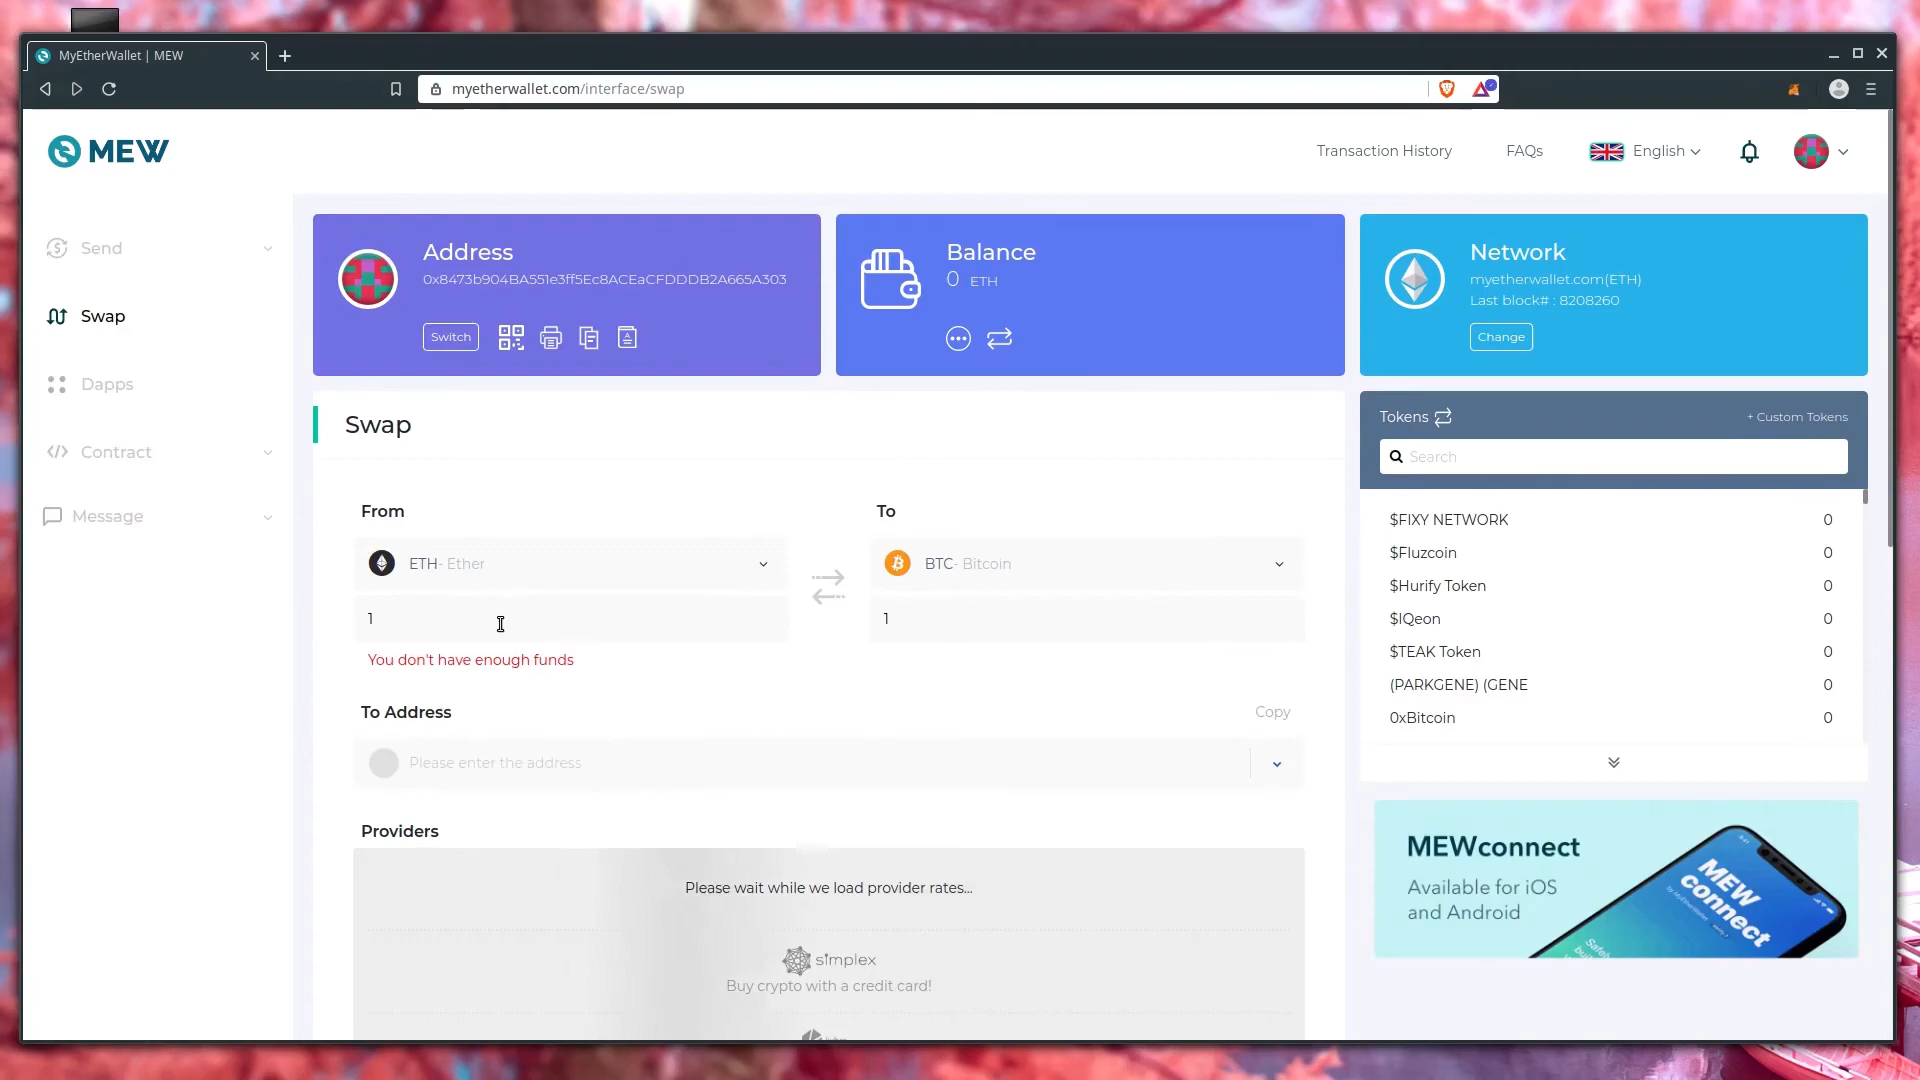 MyEtherWallet | MEW
myetherwallet.com/interface/swap
MEW
Transaction History
FAQs
English
Send
Swap
Dapps
Contract
Message
Address
0x8473b904BA551e3ff5Ec8ACEaCFDDDB2A665A303
Switch
Balance
0 ETH
Network
myetherwallet.com(ETH)
Last block# : 8208260
Change
Swap
From
To
ETH- Ether
BTC- Bitcoin
1
1
You don't have enough funds
To Address
Copy
Please enter the address
Providers
Please wait while we load provider rates...
simplex
Buy crypto with a credit card!
Tokens
+ Custom Tokens
Search
$FIXY NETWORK 0
$Fluzcoin 0
$Hurify Token 0
$IQeon 0
$TEAK Token 0
(PARKGENE) (GENE 0
0xBitcoin 0
MEWconnect
Available for iOS
and Android
MEW
connect